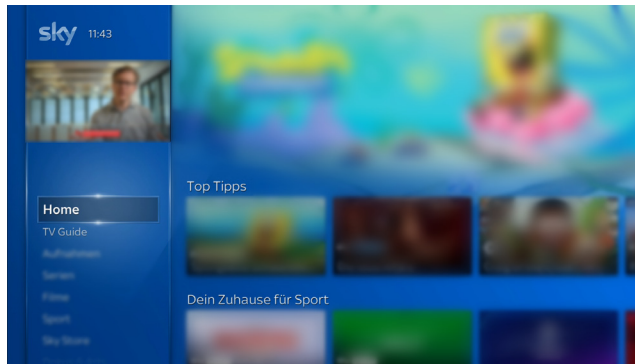 sky 11:43
Home
TV Guide
Aufnahmen
Serien
Filme
Sport
Sky Store
Top Tipps
Dein Zuhause für Sport